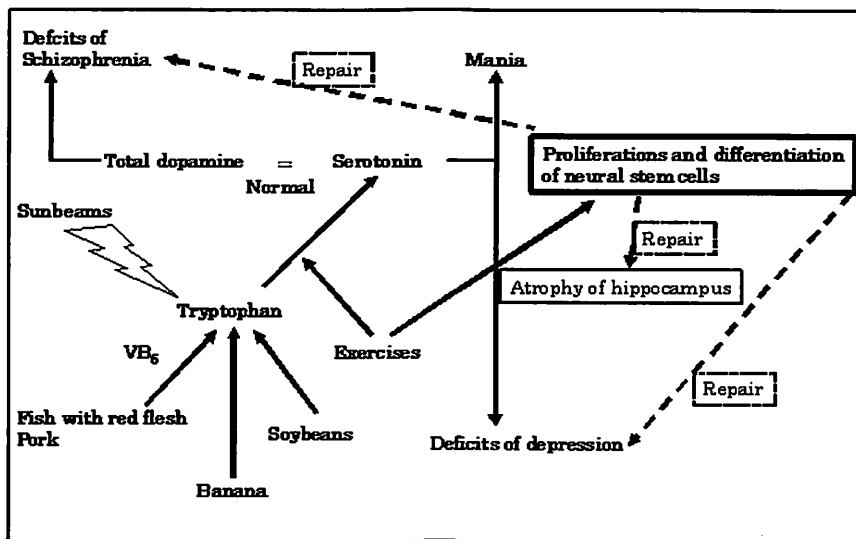 Defcits of
Schizophrenia
Repair
Mania
Total dopamine = Serotonin
Normal
Proliferations and differentiation
of neural stem cells
Sunbeams
Repair
Atrophy of hippocampus
Tryptophan
VB6
Exercises
Repair
Fish with red flesh
Pork
Soybeans
Deficits of depression
Banana